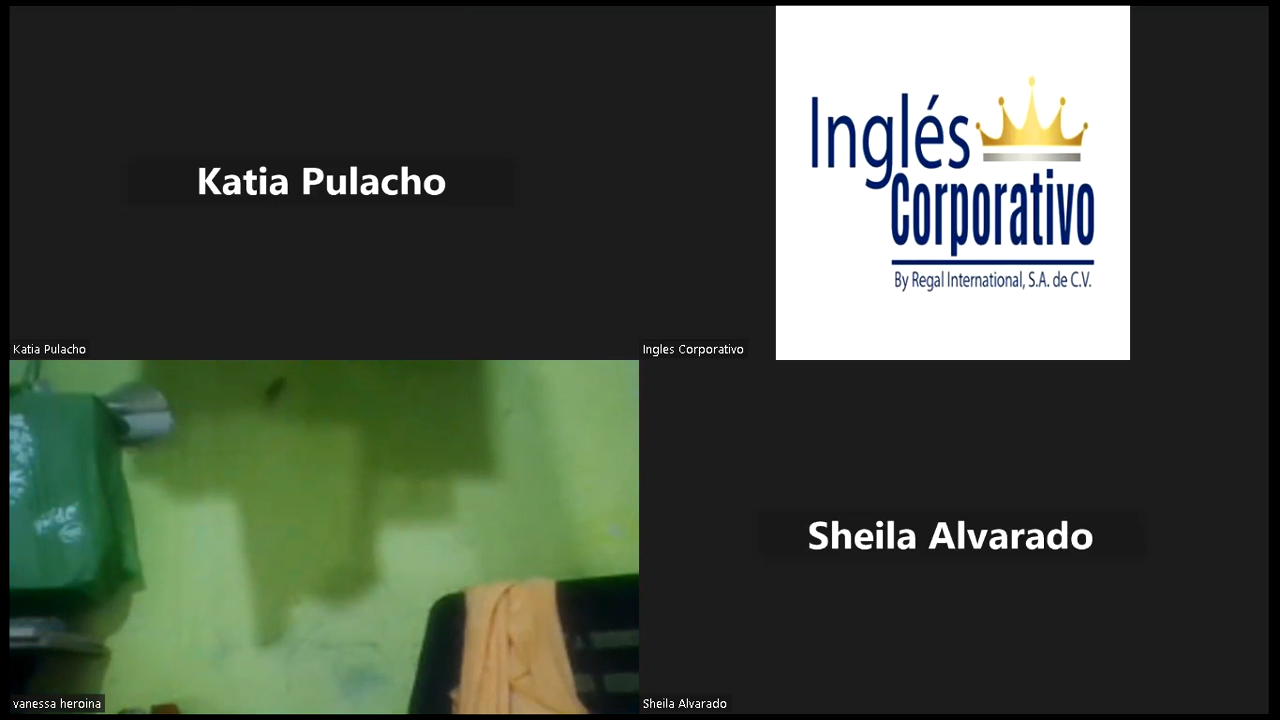 Katia Pulacho
Katia Pulacho
Inglés
Corporativo
By Regal International, S.A. de C.V.
Ingles Corporativo
vanessa heroina
Sheila Alvarado
Sheila Alvarado